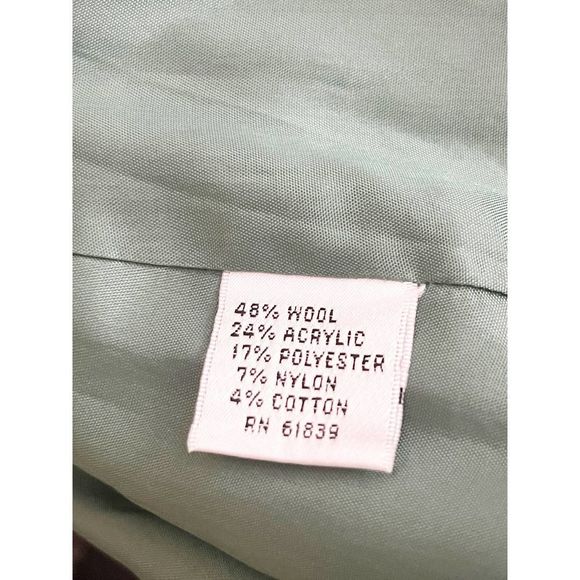 48% WOOL
24% ACRYLIC
17% POLYESTER
7% NYLON
4% COTTON
RN 61839